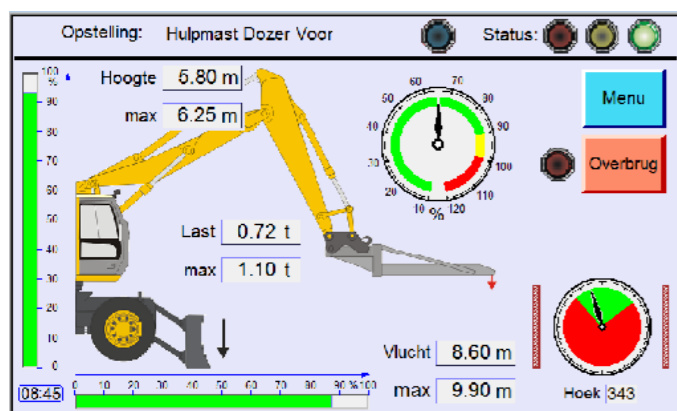 Opstelling: Hulpmast Dozer Voor Status:
Hoogte 5.80 m
max 6.25 m
100
%
90
80
70
60
50
40
30
20
10
0
60 70
50 80
40 90
30 100
20 110
10 % 120
Menu
Overbrug
Last 0.72 t
max 1.10 t
Vlucht 8.60 m
max 9.90 m
08:45
0 10 20 30 40 50 60 70 80 90 % 100
Hoek 343